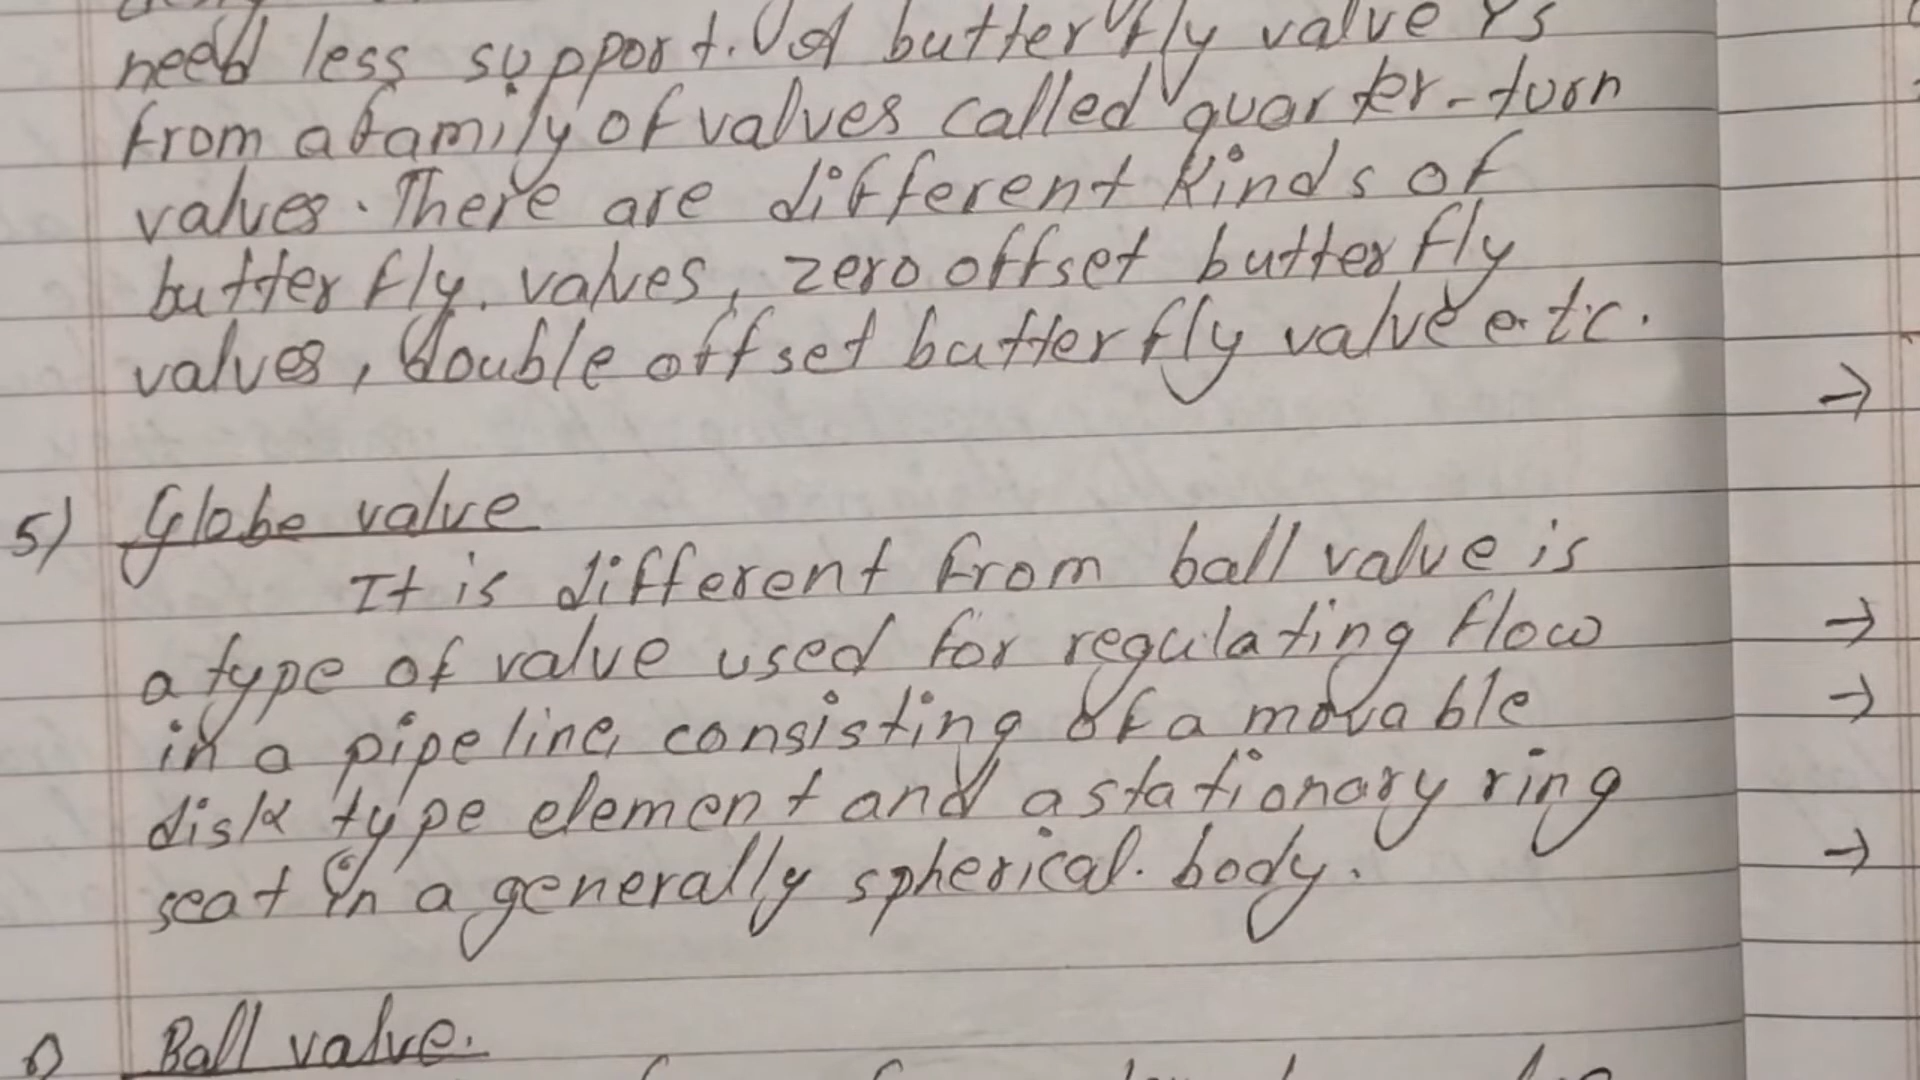 need less support. A butterfly valve is
from a family of valves called quarter-turn
valves. There are different kinds of
butterfly. valves, zero offset butterfly
valves, double offset butterfly valve etc.
→
5) Globe valve
It is different from ball valve is
a type of valve used for regulating flow
→
in a pipeline, consisting of a movable
→
disk type element and a stationary ring
seat in a generally spherical. body.
→
Ball valve.